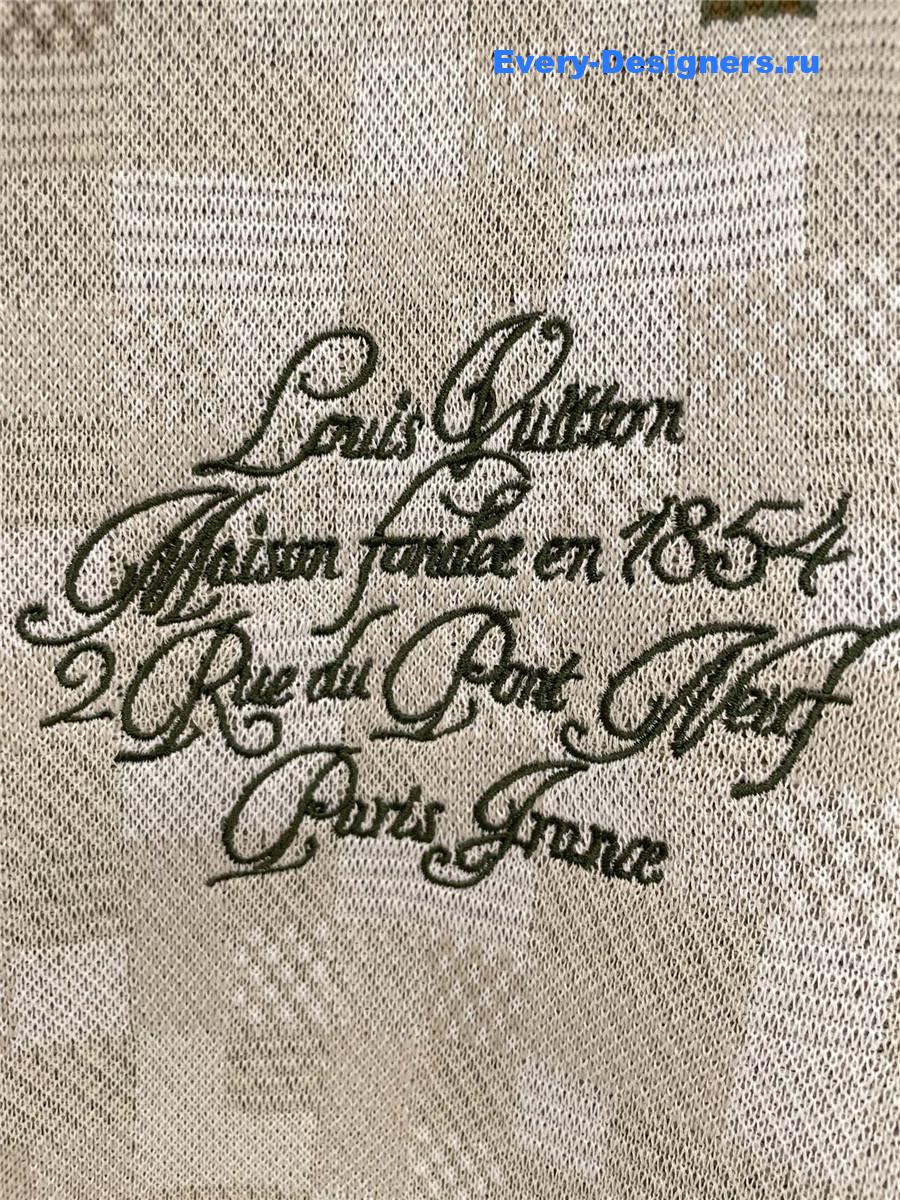 Every-Designers.ru
Louis Vuitton
Maison fondée en 1854
2 Rue du Pont Neuf
Paris France